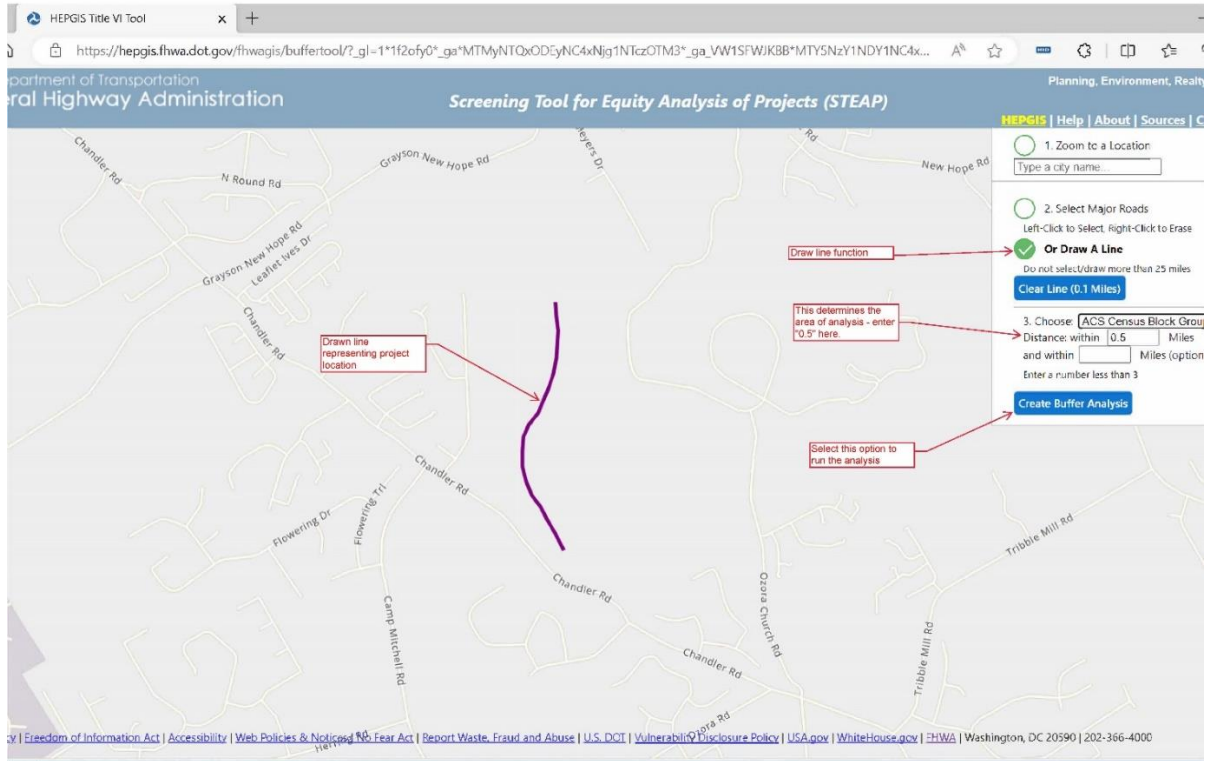 HEPGIS Title VI Tool
https://hepgis.fhwa.dot.gov/fhwagis/buffertool/?_gl=1*1f2ofy0*_ga*MTMyNTQxODEyNC4xNjg1NTczOTM3*_ga_VW1SFWJKBB*MTY5NzY1NDY1NC4x...
epartment of Transportation
eral Highway Administration
Screening Tool for Equity Analysis of Projects (STEAP)
Planning, Environment, Realty
HEPGIS | Help | About | Sources | C
1. Zoom to a Location
Type a city name...
2. Select Major Roads
Left-Click to Select, Right-Click to Erase
Or Draw A Line
Do not select/draw more than 25 miles
Clear Line (0.1 Miles)
3. Choose: ACS Census Block Group
Distance: within 0.5 Miles
and within Miles (option
Enter a number less than 3
Create Buffer Analysis
Draw line function
This determines the
area of analysis - enter
"0.5" here.
Select this option to
run the analysis
Drawn line
representing project
location
Chandler Rd
N Round Rd
Grayson New Hope Rd
Meyers Dr
Rd
New Hope Rd
Grayson New Hope Rd
Leaflet Ives Dr
Chandler Rd
Chandler Rd
Flowering Dr
Flowering Trl
Chandler Rd
Camp Mitchell Rd
Ozora Church Rd
Tribble Mill Rd
Chandler Rd
Tribble Mill Rd
Ozora Rd
Herring Rd
cy | Freedom of Information Act | Accessibility | Web Policies & Notices | No Fear Act | Report Waste, Fraud and Abuse | U.S. DOT | Vulnerability Disclosure Policy | USA.gov | WhiteHouse.gov | FHWA | Washington, DC 20590 | 202-366-4000